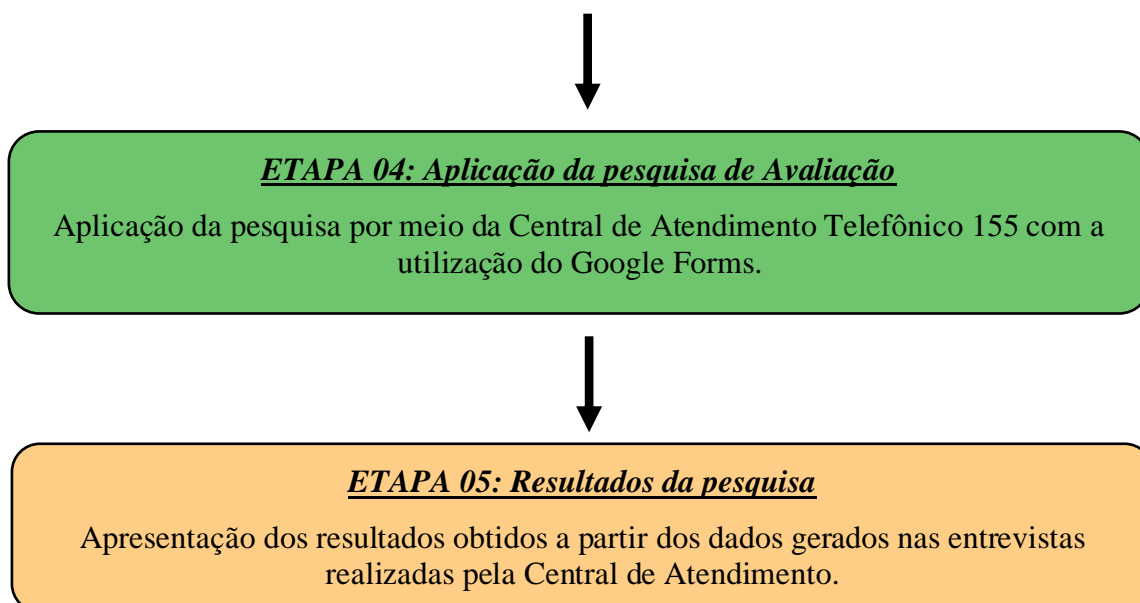 ETAPA 04: Aplicação da pesquisa de Avaliação
Aplicação da pesquisa por meio da Central de Atendimento Telefônico 155 com a
utilização do Google Forms.
ETAPA 05: Resultados da pesquisa
Apresentação dos resultados obtidos a partir dos dados gerados nas entrevistas
realizadas pela Central de Atendimento.